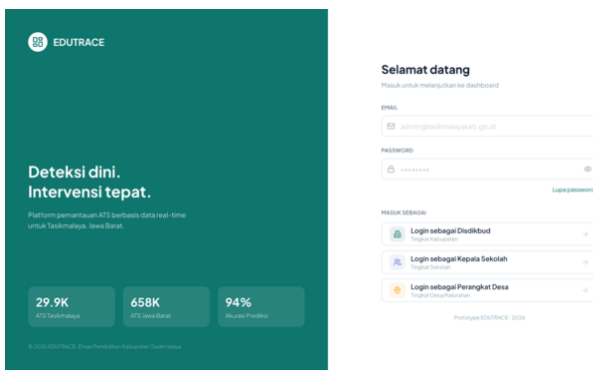 EDUTRACE
Deteksi dini.
Intervensi tepat.
Platform pemantauan ATS berbasis data real-time
untuk Tasikmalaya, Jawa Barat.
29.9K
ATS Tasikmalaya
658K
ATS Jawa Barat
94%
Akurasi Prediksi
© 2026 EDUTRACE. Dinas Pendidikan Kabupaten Tasikmalaya
Selamat datang
Masuk untuk melanjutkan ke dashboard
EMAIL
admin@tasikmalayakab.go.id
PASSWORD
Lupa password
MASUK SEBAGAI
Login sebagai Disdikbud
Tingkat Kabupaten
Login sebagai Kepala Sekolah
Tingkat Sekolah
Login sebagai Perangkat Desa
Tingkat Desa/Kelurahan
Prototype EDUTRACE · 2026